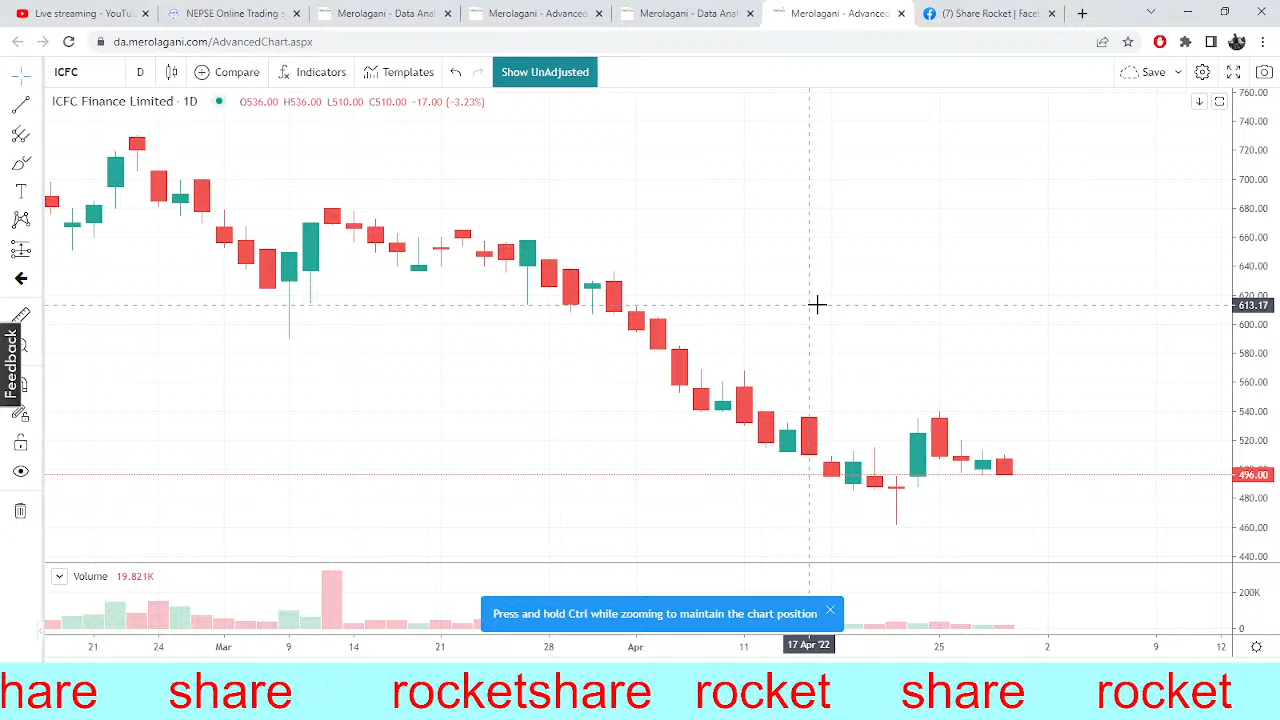 Live streaming - YouTub
NEPSE Online Trading s
Merolagani - Data Anal
Merolagani - Advanced
Merolagani - Data Anal
Merolagani - Advanced
(7) Share Rocket | Face
da.merolagani.com/AdvancedChart.aspx
ICFC D Compare Indicators Templates Show UnAdjusted Save
ICFC Finance Limited · 1D O536.00 H536.00 L510.00 C510.00 −17.00 (−3.23%)
760.00
740.00
720.00
700.00
680.00
660.00
640.00
620.00
613.17
600.00
580.00
560.00
540.00
520.00
496.00
480.00
460.00
440.00
Feedback
Volume 19.821K
200K
0
Press and hold Ctrl while zooming to maintain the chart position
21 24 Mar 9 14 21 24 28 Apr 11 17 Apr '22 25 2 9 12
hare share rocketshare rocket share rocket